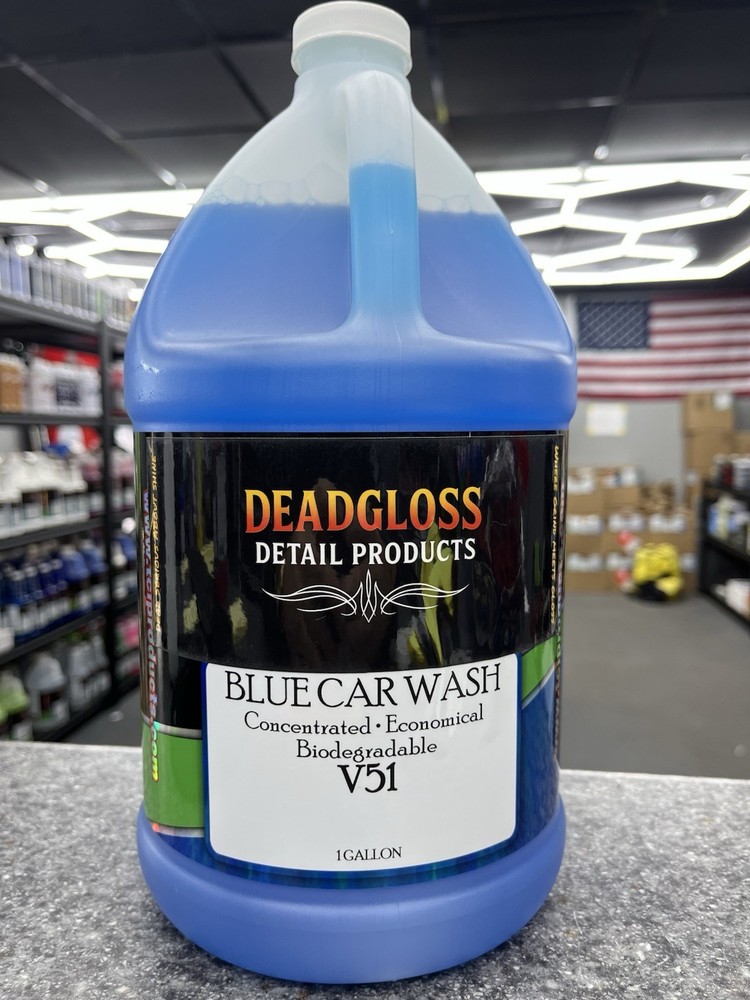 DEADGLOSS
DETAIL PRODUCTS
BLUE CAR WASH
Concentrated • Economical
Biodegradable
V51
1 GALLON